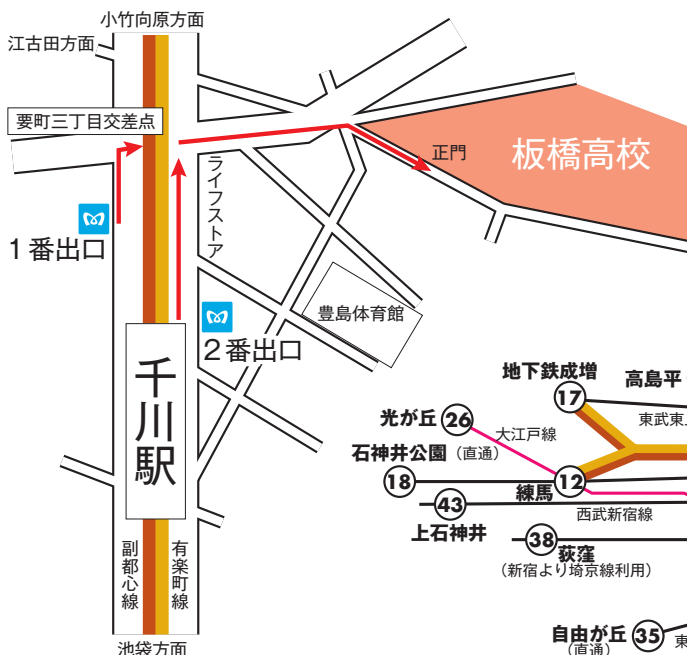 小竹向原方面
江古田方面
要町三丁目交差点
ライフストア
正門
板橋高校
1番出口
2番出口
豊島体育館
千川駅
副都心線
有楽町線
池袋方面
地下鉄成増
17
高島平
東武東上
光が丘
26
大江戸線
石神井公園
(直通)
18
練馬
12
43
上石神井
西武新宿線
38
荻窪
(新宿より埼京線利用)
自由が丘
(直通)
35
東